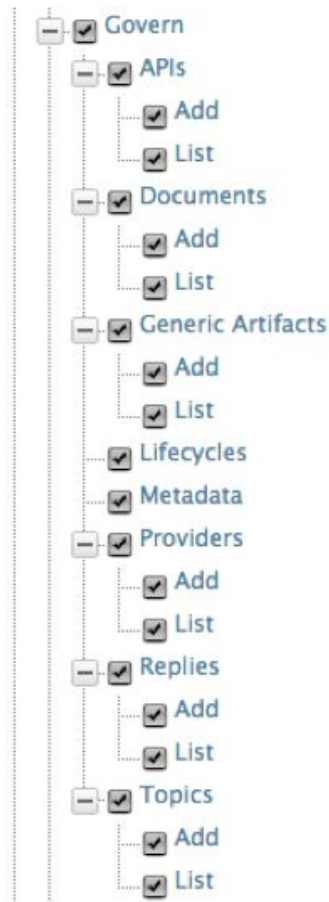 Govern
APIs
Add
List
Documents
Add
List
Generic Artifacts
Add
List
Lifecycles
Metadata
Providers
Add
List
Replies
Add
List
Topics
Add
List